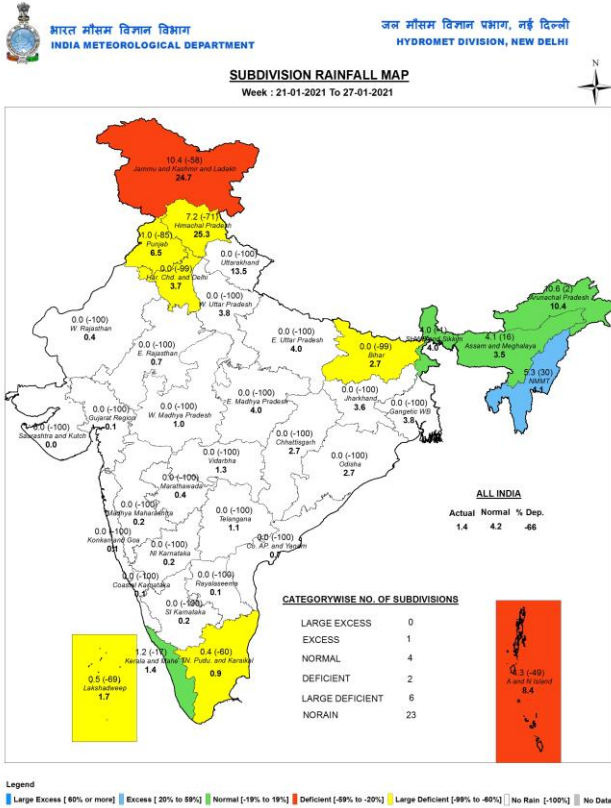 भारत मौसम विज्ञान विभाग
INDIA METEOROLOGICAL DEPARTMENT
जल मौसम विज्ञान प्रभाग, नई दिल्ली
HYDROMET DIVISION, NEW DELHI
SUBDIVISION RAINFALL MAP
Week : 21-01-2021 To 27-01-2021
N
10.4 (-58)
Jammu and Kashmir and Ladakh
24.7
7.2 (-71)
Himachal Pradesh
25.3
1.0 (-85)
Punjab
6.5
0.0 (-100)
Uttarakhand
13.5
0.0 (-99)
Har. Chd. and Delhi
3.7
0.0 (-100)
W. Uttar Pradesh
3.8
10.6 (2)
Arunachal Pradesh
10.4
0.0 (-100)
W. Rajasthan
0.4
0.0 (-100)
E. Rajasthan
0.7
0.0 (-100)
E. Uttar Pradesh
4.0
0.0 (-99)
Bihar
2.7
4.0
and Sikkim
4.1 (16)
Assam and Meghalaya
3.5
5.3 (30)
NMMT
4.1
0.0 (-100)
Gujarat Region
0.1
0.0 (-100)
W. Madhya Pradesh
1.0
0.0 (-100)
E. Madhya Pradesh
4.0
0.0 (-100)
Jharkhand
3.6
0.0 (-100)
Gangetic WB
3.8
0.0 (-100)
Saurashtra and Kutch
0.0
0.0 (-100)
Chhattisgarh
2.7
0.0 (-100)
Vidarbha
1.3
0.0 (-100)
Odisha
2.7
0.0 (-100)
Marathawada
0.4
0.0 (-100)
Madhya Maharashtra
0.2
0.0 (-100)
Telangana
1.1
ALL INDIA
Actual Normal % Dep.
1.4 4.2 -66
0.0 (-100)
Konkan and Goa
0.1
0.0 (-100)
NI Karnataka
0.2
0.0 (-100)
Co. AP. and Yanam
0.0 (-100)
Coastal Karnataka
0.1
0.0 (-100)
Rayalaseema
0.1
0.0 (-100)
SI Karnataka
0.2
CATEGORYWISE NO. OF SUBDIVISIONS
LARGE EXCESS 0
EXCESS 1
NORMAL 4
DEFICIENT 2
LARGE DEFICIENT 6
NORAIN 23
1.2 (-17)
Kerala and Mahe
1.4
0.4 (-60)
TN. Pudu. and Karaikal
0.9
0.5 (-69)
Lakshadweep
1.7
4.3 (-49)
A and N Island
8.4
Legend
Large Excess [ 60% or more] Excess [ 20% to 59%] Normal [-19% to 19%] Deficient [-59% to -20%] Large Deficient [-99% to -60%] No Rain [-100%] No Data